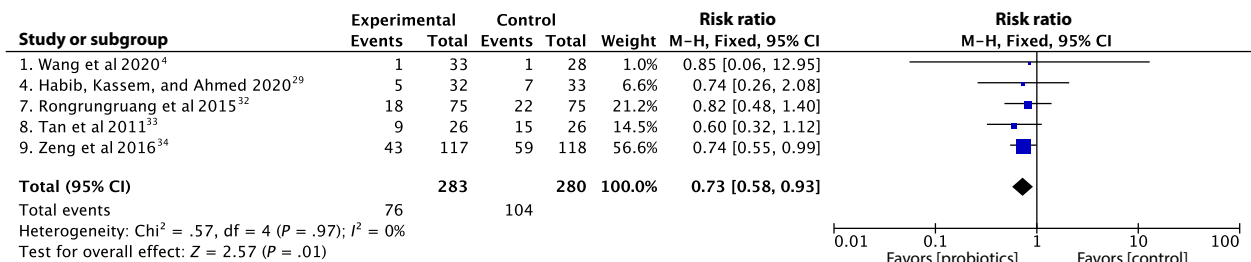 Experimental Control Risk ratio Risk ratio
Study or subgroup Events Total Events Total Weight M–H, Fixed, 95% CI M–H, Fixed, 95% CI
1. Wang et al 2020⁴ 1 33 1 28 1.0% 0.85 [0.06, 12.95]
4. Habib, Kassem, and Ahmed 2020²⁹ 5 32 7 33 6.6% 0.74 [0.26, 2.08]
7. Rongrungruang et al 2015³² 18 75 22 75 21.2% 0.82 [0.48, 1.40]
8. Tan et al 2011³³ 9 26 15 26 14.5% 0.60 [0.32, 1.12]
9. Zeng et al 2016³⁴ 43 117 59 118 56.6% 0.74 [0.55, 0.99]
Total (95% CI) 283 280 100.0% 0.73 [0.58, 0.93]
Total events 76 104
Heterogeneity: Chi² = .57, df = 4 (P = .97); I² = 0%
Test for overall effect: Z = 2.57 (P = .01)
0.01 0.1 1 10 100
Favors [probiotics] Favors [control]